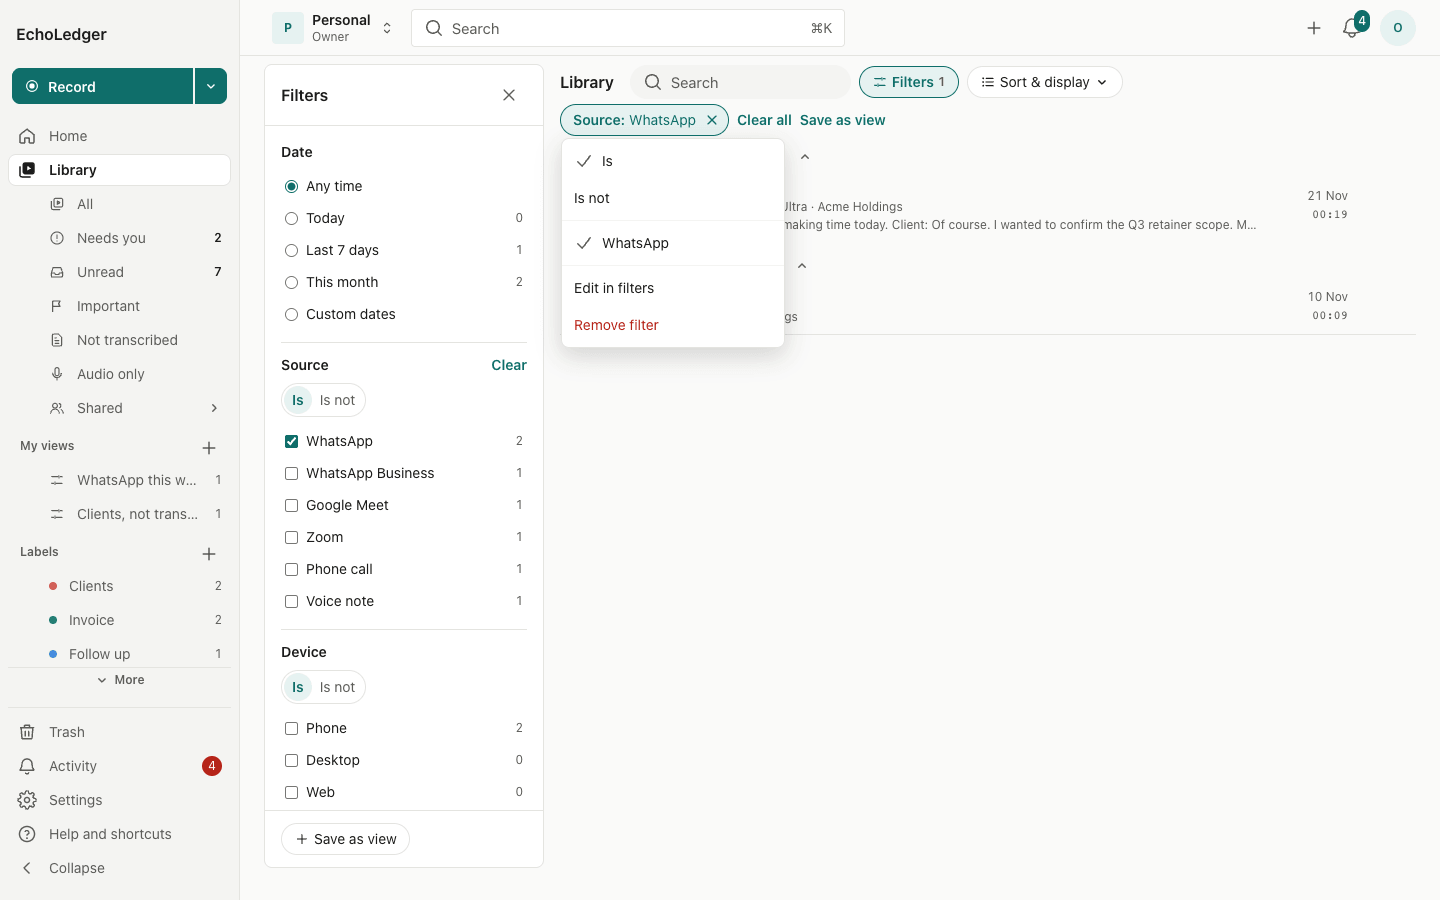 EchoLedger
Record
Home
Library
All
Needs you 2
Unread 7
Important
Not transcribed
Audio only
Shared
My views
WhatsApp this w... 1
Clients, not trans... 1
Labels
Clients 2
Invoice 2
Follow up 1
More
Trash
Activity 4
Settings
Help and shortcuts
Collapse
P Personal
Owner
Search ⌘K
4
O
Filters
Date
Any time
Today 0
Last 7 days 1
This month 2
Custom dates
Source Clear
Is Is not
WhatsApp 2
WhatsApp Business 1
Google Meet 1
Zoom 1
Phone call 1
Voice note 1
Device
Is Is not
Phone 2
Desktop 0
Web 0
Save as view
Library Search Filters 1 Sort & display
Source: WhatsApp Clear all Save as view
Is
Is not
WhatsApp
Edit in filters
Remove filter
21 Nov
Ultra · Acme Holdings
00:19
making time today. Client: Of course. I wanted to confirm the Q3 retainer scope. M...
10 Nov
gs
00:09